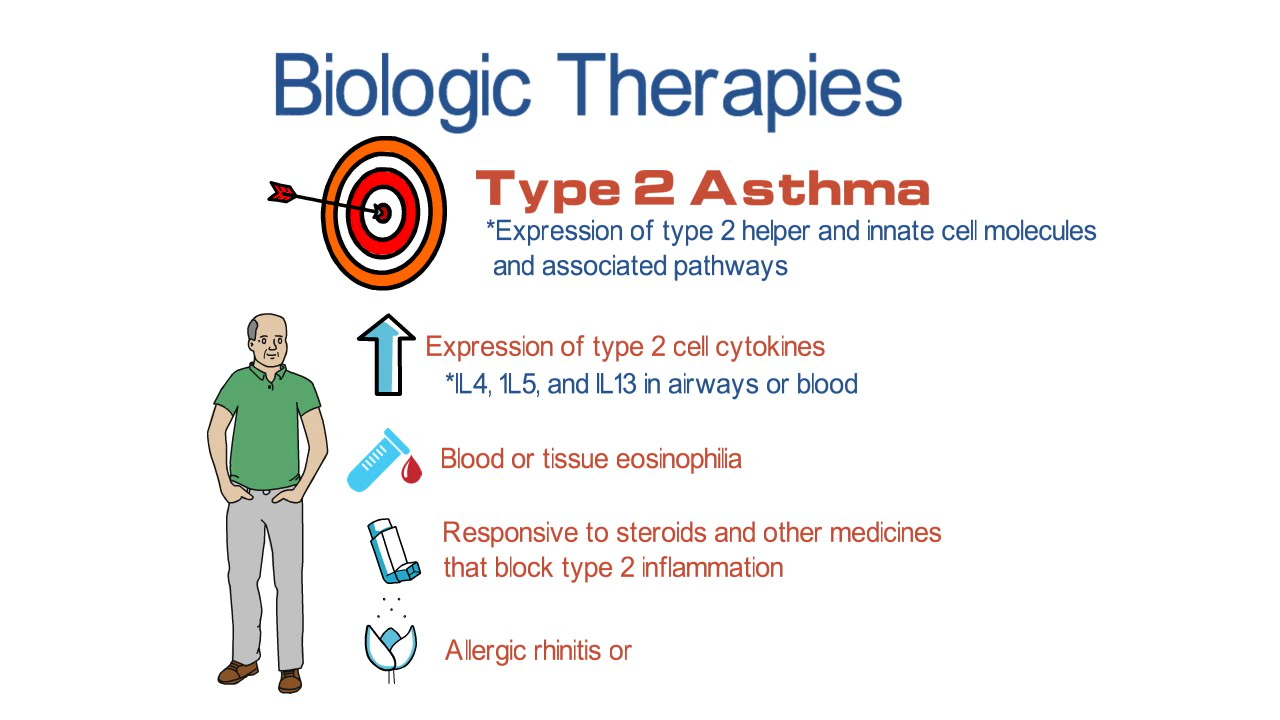 Biologic Therapies
Type 2 Asthma
*Expression of type 2 helper and innate cell molecules
and associated pathways
Expression of type 2 cell cytokines
*IL4, 1L5, and IL13 in airways or blood
Blood or tissue eosinophilia
Responsive to steroids and other medicines
that block type 2 inflammation
Allergic rhinitis or